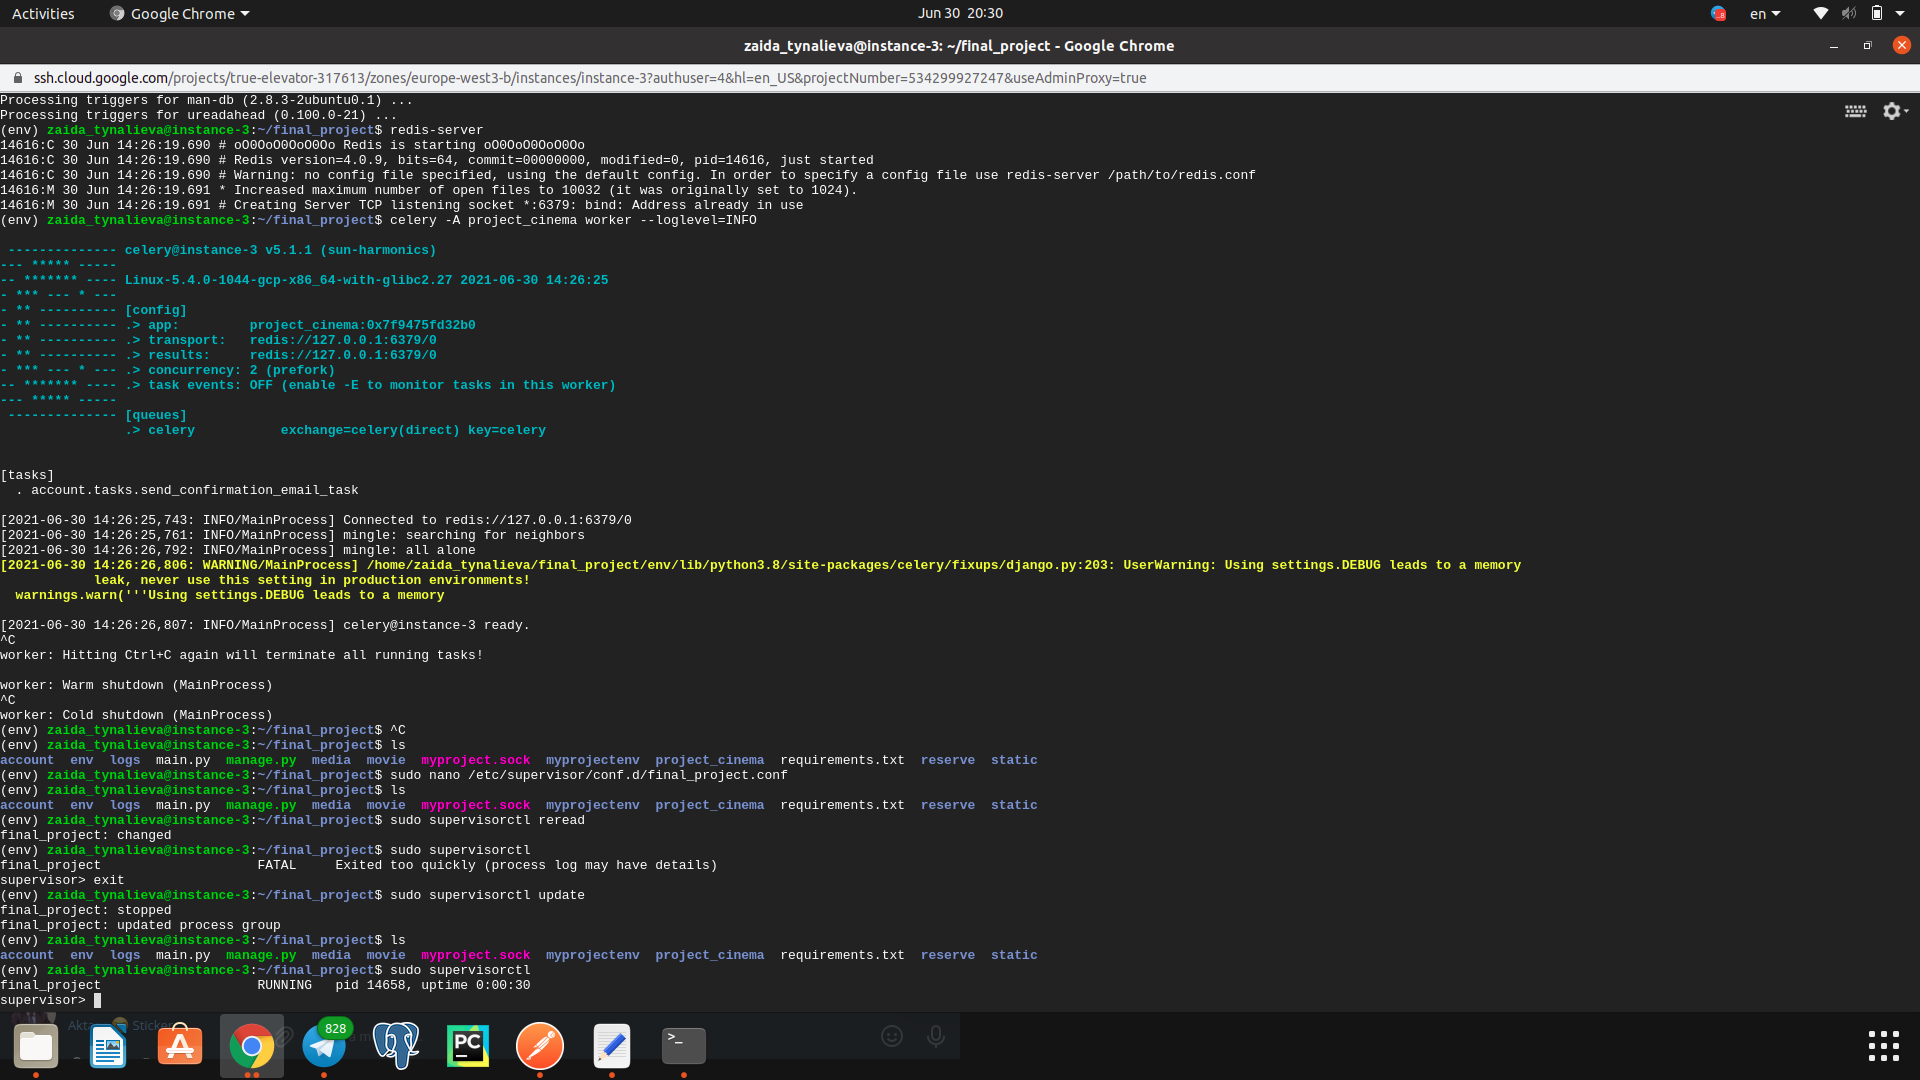 Activities
Google Chrome
Jun 30  20:30
en
zaida_tynalieva@instance-3: ~/final_project - Google Chrome
ssh.cloud.google.com/projects/true-elevator-317613/zones/europe-west3-b/instances/instance-3?authuser=4&hl=en_US&projectNumber=534299927247&useAdminProxy=true
Processing triggers for man-db (2.8.3-2ubuntu0.1) ...
Processing triggers for ureadahead (0.100.0-21) ...
(env) zaida_tynalieva@instance-3:~/final_project$ redis-server
14616:C 30 Jun 14:26:19.690 # oO0OoO0OoO0Oo Redis is starting oO0OoO0OoO0Oo
14616:C 30 Jun 14:26:19.690 # Redis version=4.0.9, bits=64, commit=00000000, modified=0, pid=14616, just started
14616:C 30 Jun 14:26:19.690 # Warning: no config file specified, using the default config. In order to specify a config file use redis-server /path/to/redis.conf
14616:M 30 Jun 14:26:19.691 * Increased maximum number of open files to 10032 (it was originally set to 1024).
14616:M 30 Jun 14:26:19.691 # Creating Server TCP listening socket *:6379: bind: Address already in use
(env) zaida_tynalieva@instance-3:~/final_project$ celery -A project_cinema worker --loglevel=INFO
 -------------- celery@instance-3 v5.1.1 (sun-harmonics)
--- ***** -----
-- ******* ---- Linux-5.4.0-1044-gcp-x86_64-with-glibc2.27 2021-06-30 14:26:25
- *** --- * ---
- ** ---------- [config]
- ** ---------- .> app:         project_cinema:0x7f9475fd32b0
- ** ---------- .> transport:   redis://127.0.0.1:6379/0
- ** ---------- .> results:     redis://127.0.0.1:6379/0
- *** --- * --- .> concurrency: 2 (prefork)
-- ******* ---- .> task events: OFF (enable -E to monitor tasks in this worker)
--- ***** -----
 -------------- [queues]
                .> celery           exchange=celery(direct) key=celery
[tasks]
  . account.tasks.send_confirmation_email_task
[2021-06-30 14:26:25,743: INFO/MainProcess] Connected to redis://127.0.0.1:6379/0
[2021-06-30 14:26:25,761: INFO/MainProcess] mingle: searching for neighbors
[2021-06-30 14:26:26,792: INFO/MainProcess] mingle: all alone
[2021-06-30 14:26:26,806: WARNING/MainProcess] /home/zaida_tynalieva/final_project/env/lib/python3.8/site-packages/celery/fixups/django.py:203: UserWarning: Using settings.DEBUG leads to a memory
            leak, never use this setting in production environments!
  warnings.warn('''Using settings.DEBUG leads to a memory
[2021-06-30 14:26:26,807: INFO/MainProcess] celery@instance-3 ready.
^C
worker: Hitting Ctrl+C again will terminate all running tasks!
worker: Warm shutdown (MainProcess)
^C
worker: Cold shutdown (MainProcess)
(env) zaida_tynalieva@instance-3:~/final_project$ ^C
(env) zaida_tynalieva@instance-3:~/final_project$ ls
account  env  logs  main.py  manage.py  media  movie  myproject.sock  myprojectenv  project_cinema  requirements.txt  reserve  static
(env) zaida_tynalieva@instance-3:~/final_project$ sudo nano /etc/supervisor/conf.d/final_project.conf
(env) zaida_tynalieva@instance-3:~/final_project$ ls
account  env  logs  main.py  manage.py  media  movie  myproject.sock  myprojectenv  project_cinema  requirements.txt  reserve  static
(env) zaida_tynalieva@instance-3:~/final_project$ sudo supervisorctl reread
final_project: changed
(env) zaida_tynalieva@instance-3:~/final_project$ sudo supervisorctl
final_project                    FATAL     Exited too quickly (process log may have details)
supervisor> exit
(env) zaida_tynalieva@instance-3:~/final_project$ sudo supervisorctl update
final_project: stopped
final_project: updated process group
(env) zaida_tynalieva@instance-3:~/final_project$ ls
account  env  logs  main.py  manage.py  media  movie  myproject.sock  myprojectenv  project_cinema  requirements.txt  reserve  static
(env) zaida_tynalieva@instance-3:~/final_project$ sudo supervisorctl
final_project                    RUNNING   pid 14658, uptime 0:00:30
supervisor>
828
PC
>_